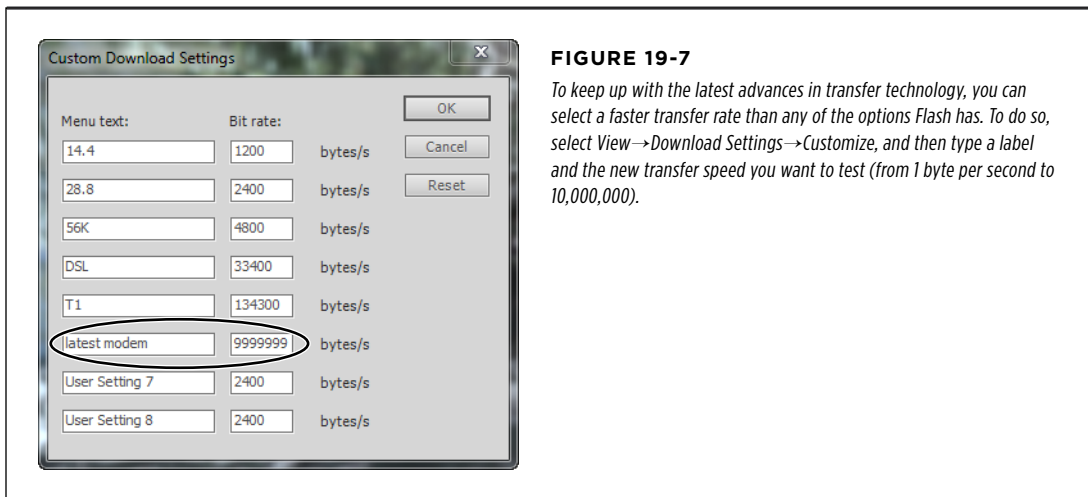 Custom Download Settings
X
Menu text:
Bit rate:
OK
14.4
1200
bytes/s
Cancel
28.8
2400
bytes/s
Reset
56K
4800
bytes/s
DSL
33400
bytes/s
T1
134300
bytes/s
latest modem
9999999
bytes/s
User Setting 7
2400
bytes/s
User Setting 8
2400
bytes/s
FIGURE 19-7
To keep up with the latest advances in transfer technology, you can
select a faster transfer rate than any of the options Flash has. To do so,
select View→Download Settings→Customize, and then type a label
and the new transfer speed you want to test (from 1 byte per second to
10,000,000).